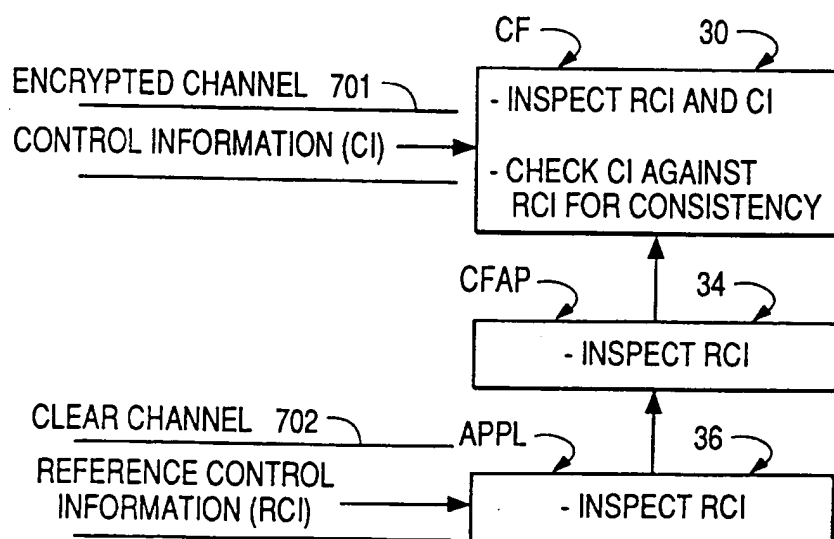 CF 30
ENCRYPTED CHANNEL 701
CONTROL INFORMATION (CI)
- INSPECT RCI AND CI
- CHECK CI AGAINST
RCI FOR CONSISTENCY
CFAP 34
- INSPECT RCI
CLEAR CHANNEL 702
REFERENCE CONTROL
INFORMATION (RCI)
APPL 36
- INSPECT RCI